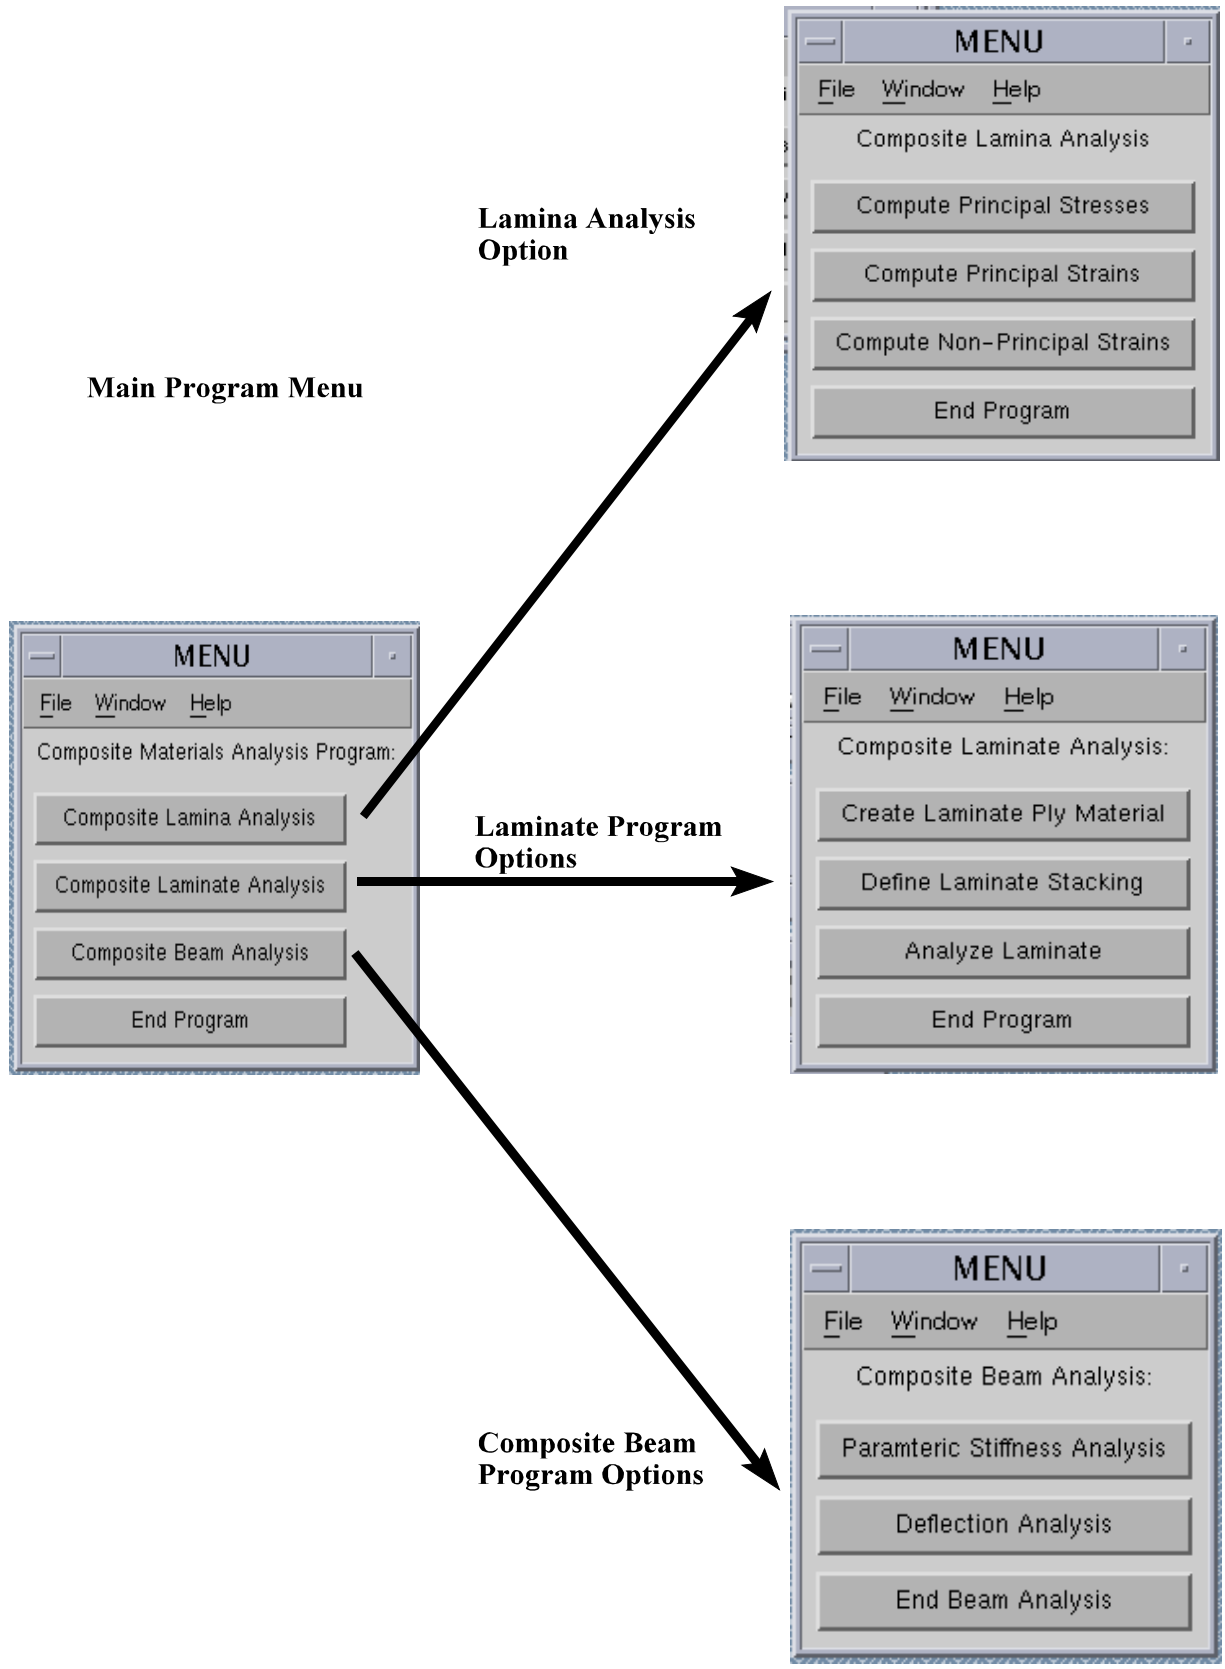 MENU
File Window Help
Composite Lamina Analysis
Compute Principal Stresses
Compute Principal Strains
Compute Non-Principal Strains
End Program
Lamina Analysis
Option
Main Program Menu
MENU
File Window Help
Composite Materials Analysis Program:
Composite Lamina Analysis
Composite Laminate Analysis
Composite Beam Analysis
End Program
Laminate Program
Options
MENU
File Window Help
Composite Laminate Analysis:
Create Laminate Ply Material
Define Laminate Stacking
Analyze Laminate
End Program
Composite Beam
Program Options
MENU
File Window Help
Composite Beam Analysis:
Paramteric Stiffness Analysis
Deflection Analysis
End Beam Analysis